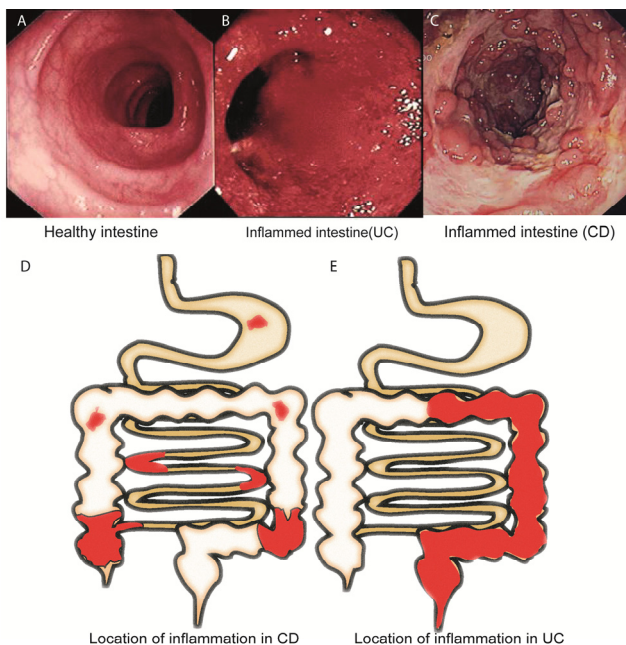 A
B
C
Healthy intestine
Inflammed intestine(UC)
Inflammed intestine (CD)
D
E
Location of inflammation in CD
Location of inflammation in UC